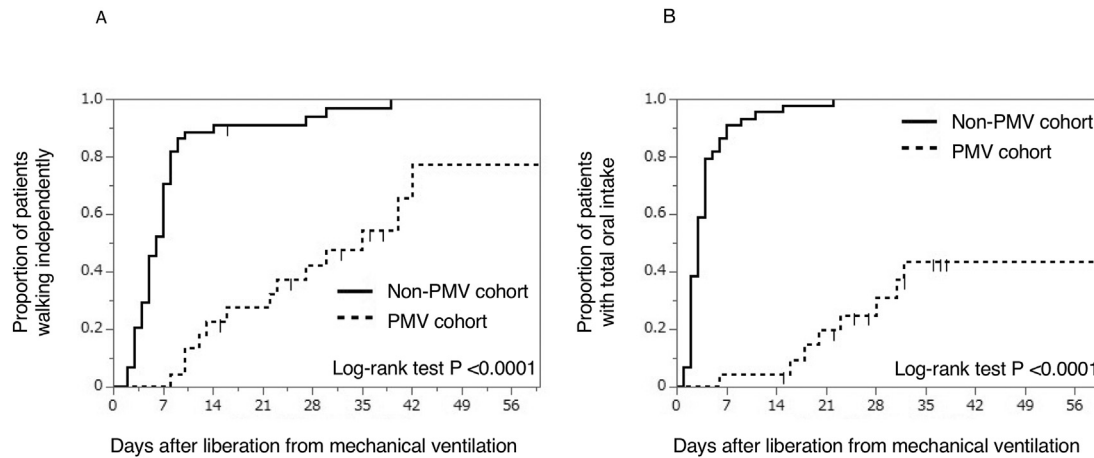 A
Proportion of patients
walking independently
1.0
0.8
0.6
0.4
0.2
0
Non-PMV cohort
PMV cohort
Log-rank test P <0.0001
0 7 14 21 28 35 42 49 56
Days after liberation from mechanical ventilation
B
Proportion of patients
with total oral intake
1.0
0.8
0.6
0.4
0.2
0
Non-PMV cohort
PMV cohort
Log-rank test P <0.0001
0 7 14 21 28 35 42 49 56
Days after liberation from mechanical ventilation